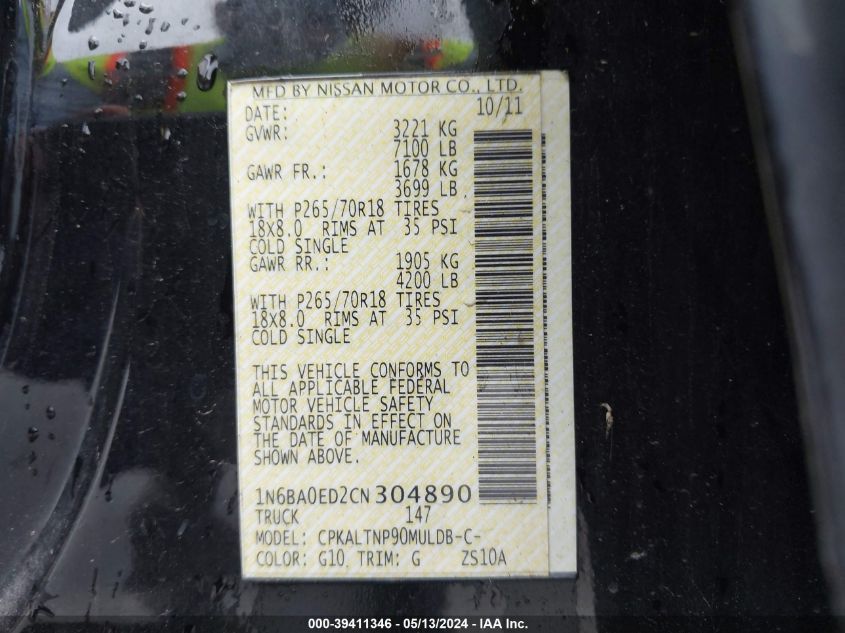 MFD BY NISSAN MOTOR CO., LTD.
DATE: 10/11
GVWR: 3221 KG
7100 LB
GAWR FR.: 1678 KG
3699 LB
WITH P265/70R18 TIRES
18X8.0 RIMS AT 35 PSI
COLD SINGLE
GAWR RR.: 1905 KG
4200 LB
WITH P265/70R18 TIRES
18X8.0 RIMS AT 35 PSI
COLD SINGLE
THIS VEHICLE CONFORMS TO
ALL APPLICABLE FEDERAL
MOTOR VEHICLE SAFETY
STANDARDS IN EFFECT ON
THE DATE OF MANUFACTURE
SHOWN ABOVE.
1N6BA0ED2CN304890
TRUCK 147
MODEL: CPKALTNP90MULDB-C-
COLOR: G10 TRIM: G ZS10A
000-39411346 / 05/13/2024 - IAA Inc.